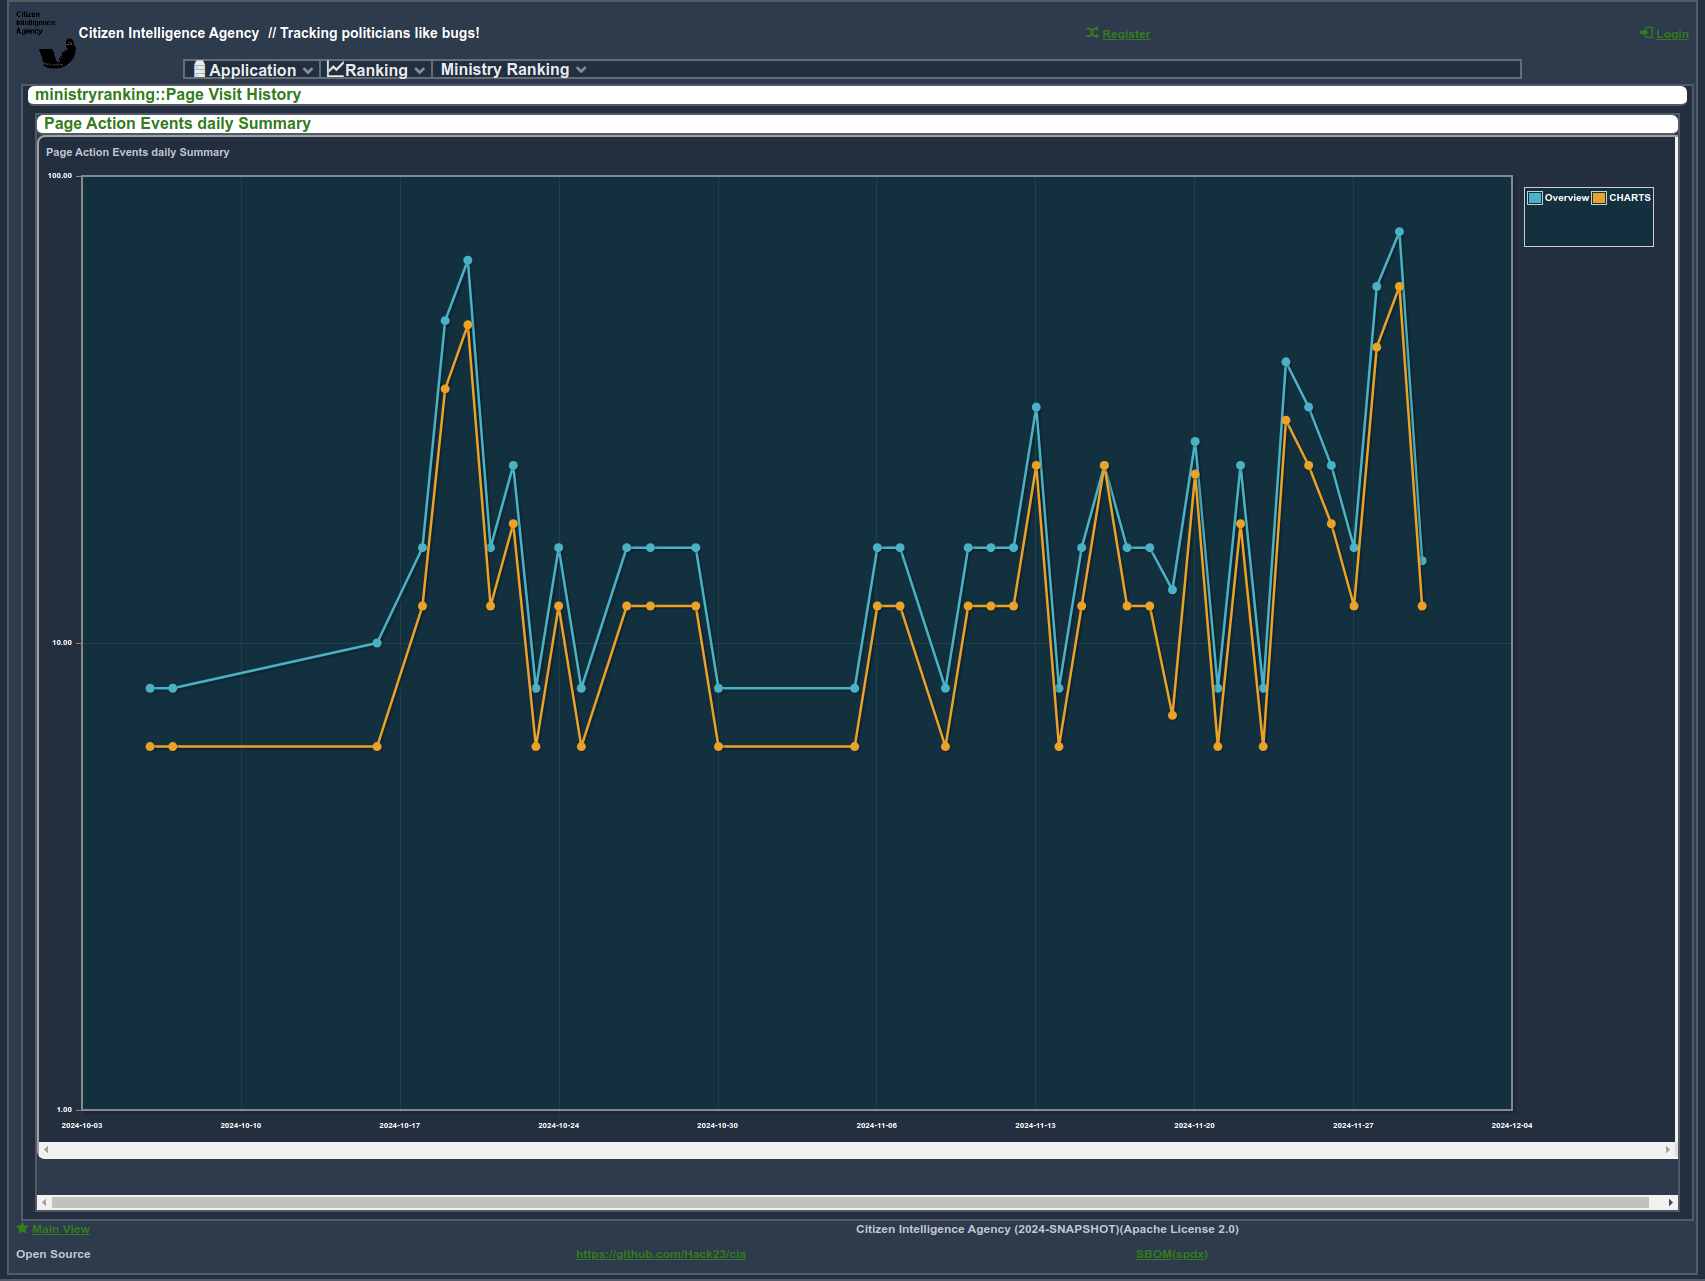 Citizen
Intelligence
Agency
Citizen Intelligence Agency // Tracking politicians like bugs!
Register
Login
Application
Ranking
Ministry Ranking
ministryranking::Page Visit History
Page Action Events daily Summary
Page Action Events daily Summary
100.00
10.00
1.00
Overview
CHARTS
2024-10-03
2024-10-10
2024-10-17
2024-10-24
2024-10-30
2024-11-06
2024-11-13
2024-11-20
2024-11-27
2024-12-04
Main View
Citizen Intelligence Agency (2024-SNAPSHOT)(Apache License 2.0)
Open Source
https://github.com/Hack23/cia
SBOM(spdx)